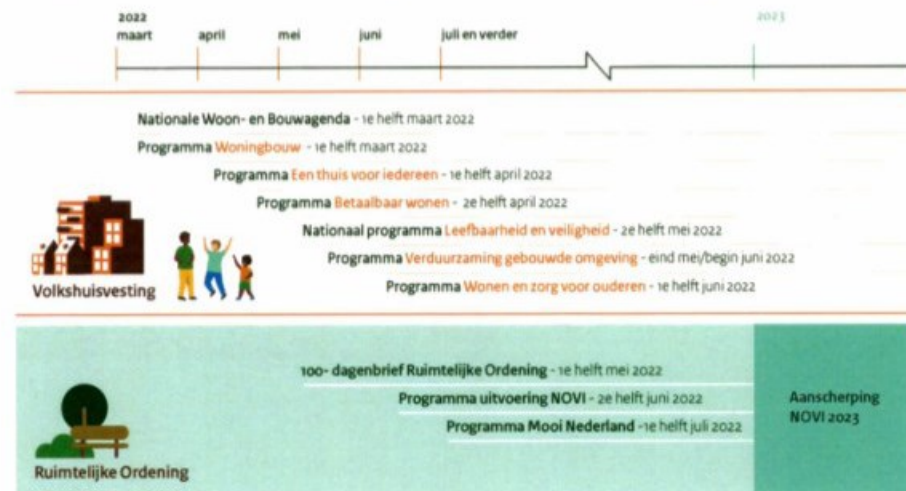 2022
2023
maart april mei juni juli en verder
Nationale Woon- en Bouwagenda - 1e helft maart 2022
Programma Woningbouw - 1e helft maart 2022
Programma Een thuis voor iedereen - 1e helft april 2022
Programma Betaalbaar wonen - 2e helft april 2022
Nationaal programma Leefbaarheid en veiligheid - 2e helft mei 2022
Programma Verduurzaming gebouwde omgeving - eind mei/begin juni 2022
Programma Wonen en zorg voor ouderen - 1e helft juni 2022
Volkshuisvesting
100- dagenbrief Ruimtelijke Ordening - 1e helft mei 2022
Programma uitvoering NOVI - 2e helft juni 2022
Programma Mooi Nederland -1e helft juli 2022
Aanscherping
NOVI 2023
Ruimtelijke Ordening